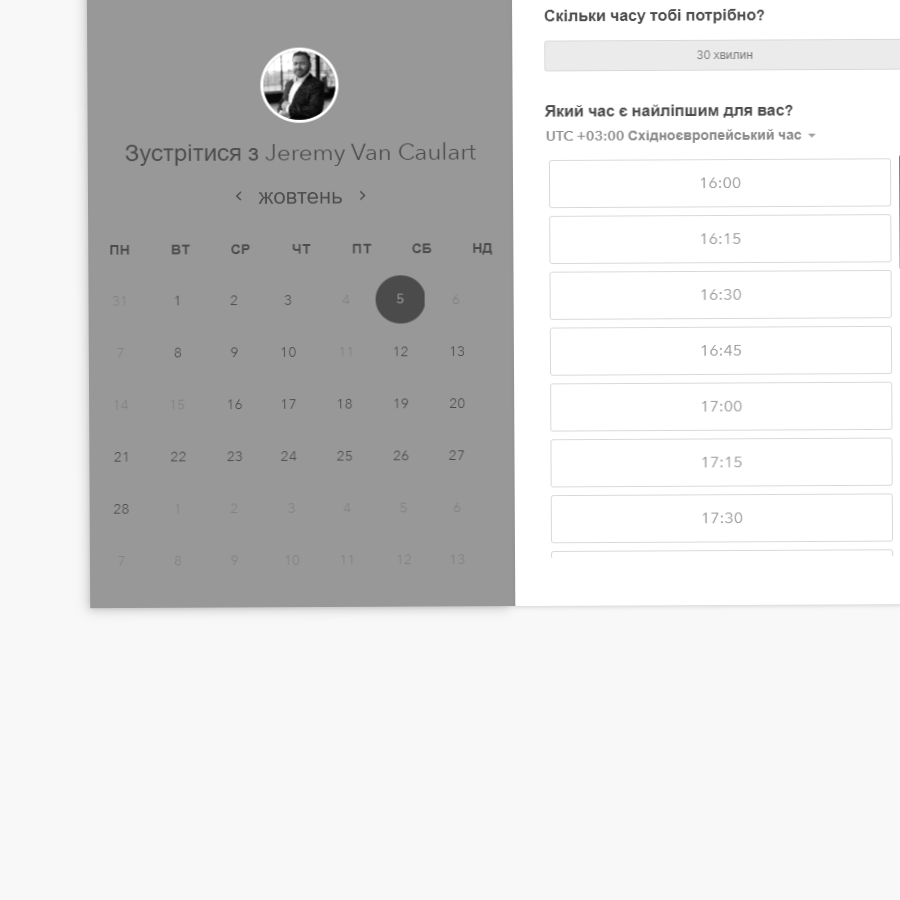 Зустрітися з Jeremy Van Caulart
‹ жовтень ›
ПН ВТ СР ЧТ ПТ СБ НД
31 1 2 3 4 5 6
7 8 9 10 11 12 13
14 15 16 17 18 19 20
21 22 23 24 25 26 27
28 1 2 3 4 5 6
7 8 9 10 11 12 13
Скільки часу тобі потрібно?
30 хвилин
Який час є найліпшим для вас?
UTC +03:00 Східноєвропейський час
16:00
16:15
16:30
16:45
17:00
17:15
17:30